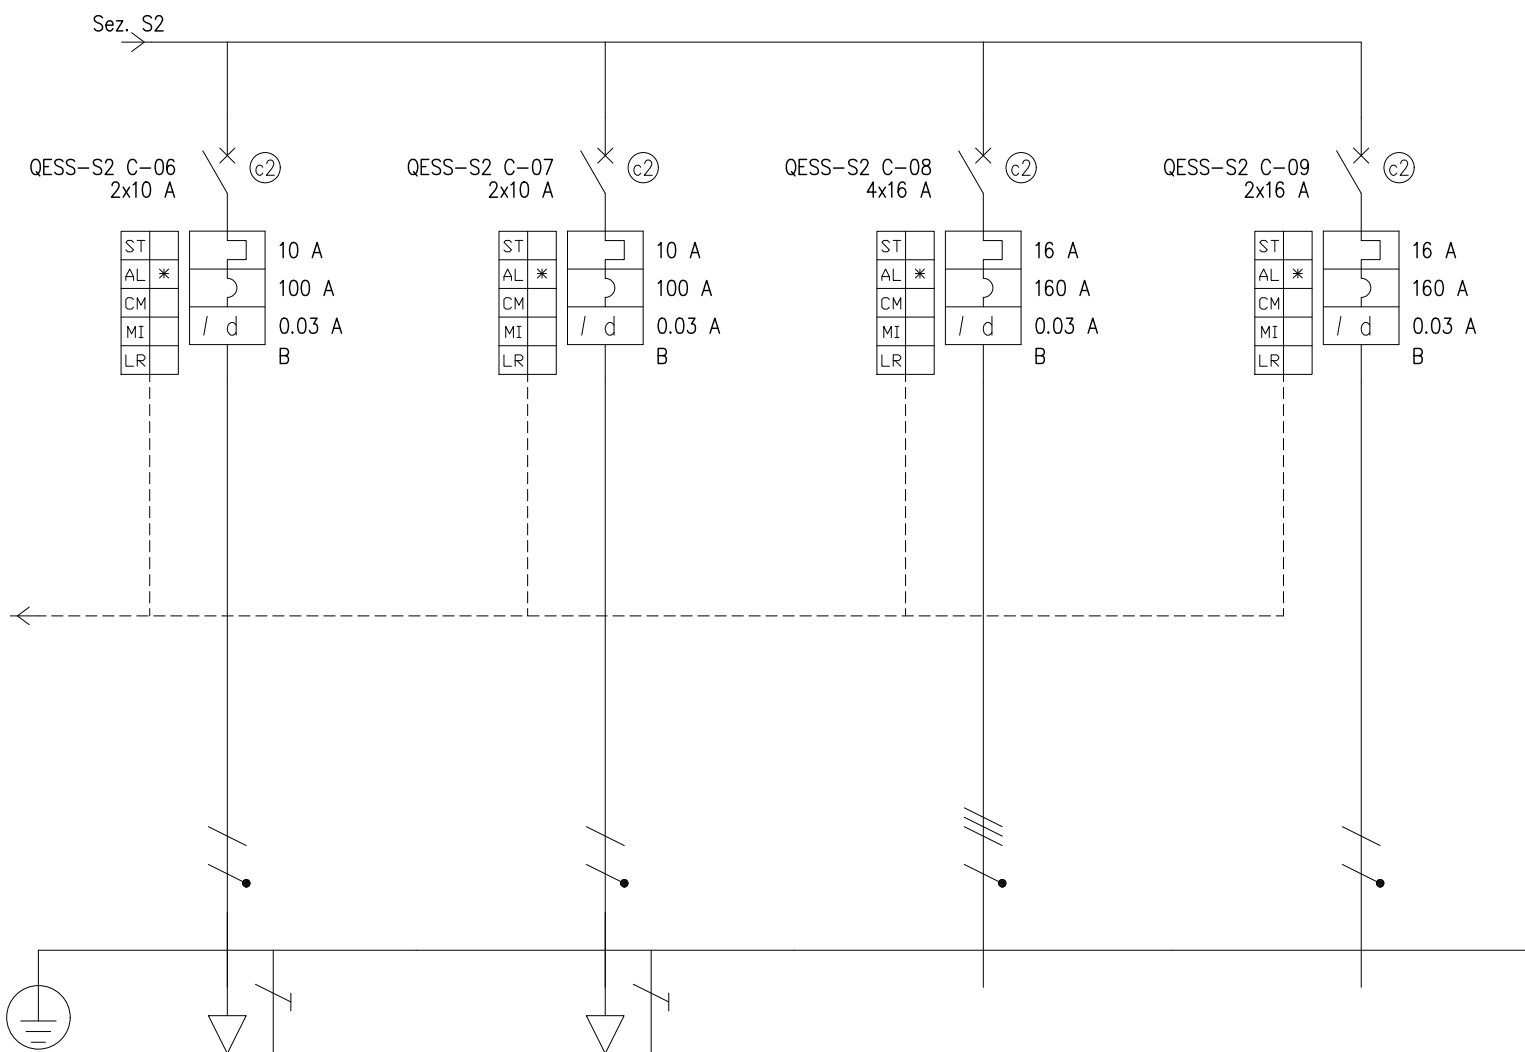 Sez. S2
QESS-S2 C-06
2x10 A
c2
ST
AL *
CM
MI
LR
10 A
100 A
/ d
0.03 A
B
QESS-S2 C-07
2x10 A
c2
ST
AL *
CM
MI
LR
10 A
100 A
/ d
0.03 A
B
QESS-S2 C-08
4x16 A
c2
ST
AL *
CM
MI
LR
16 A
160 A
/ d
0.03 A
B
QESS-S2 C-09
2x16 A
c2
ST
AL *
CM
MI
LR
16 A
160 A
/ d
0.03 A
B